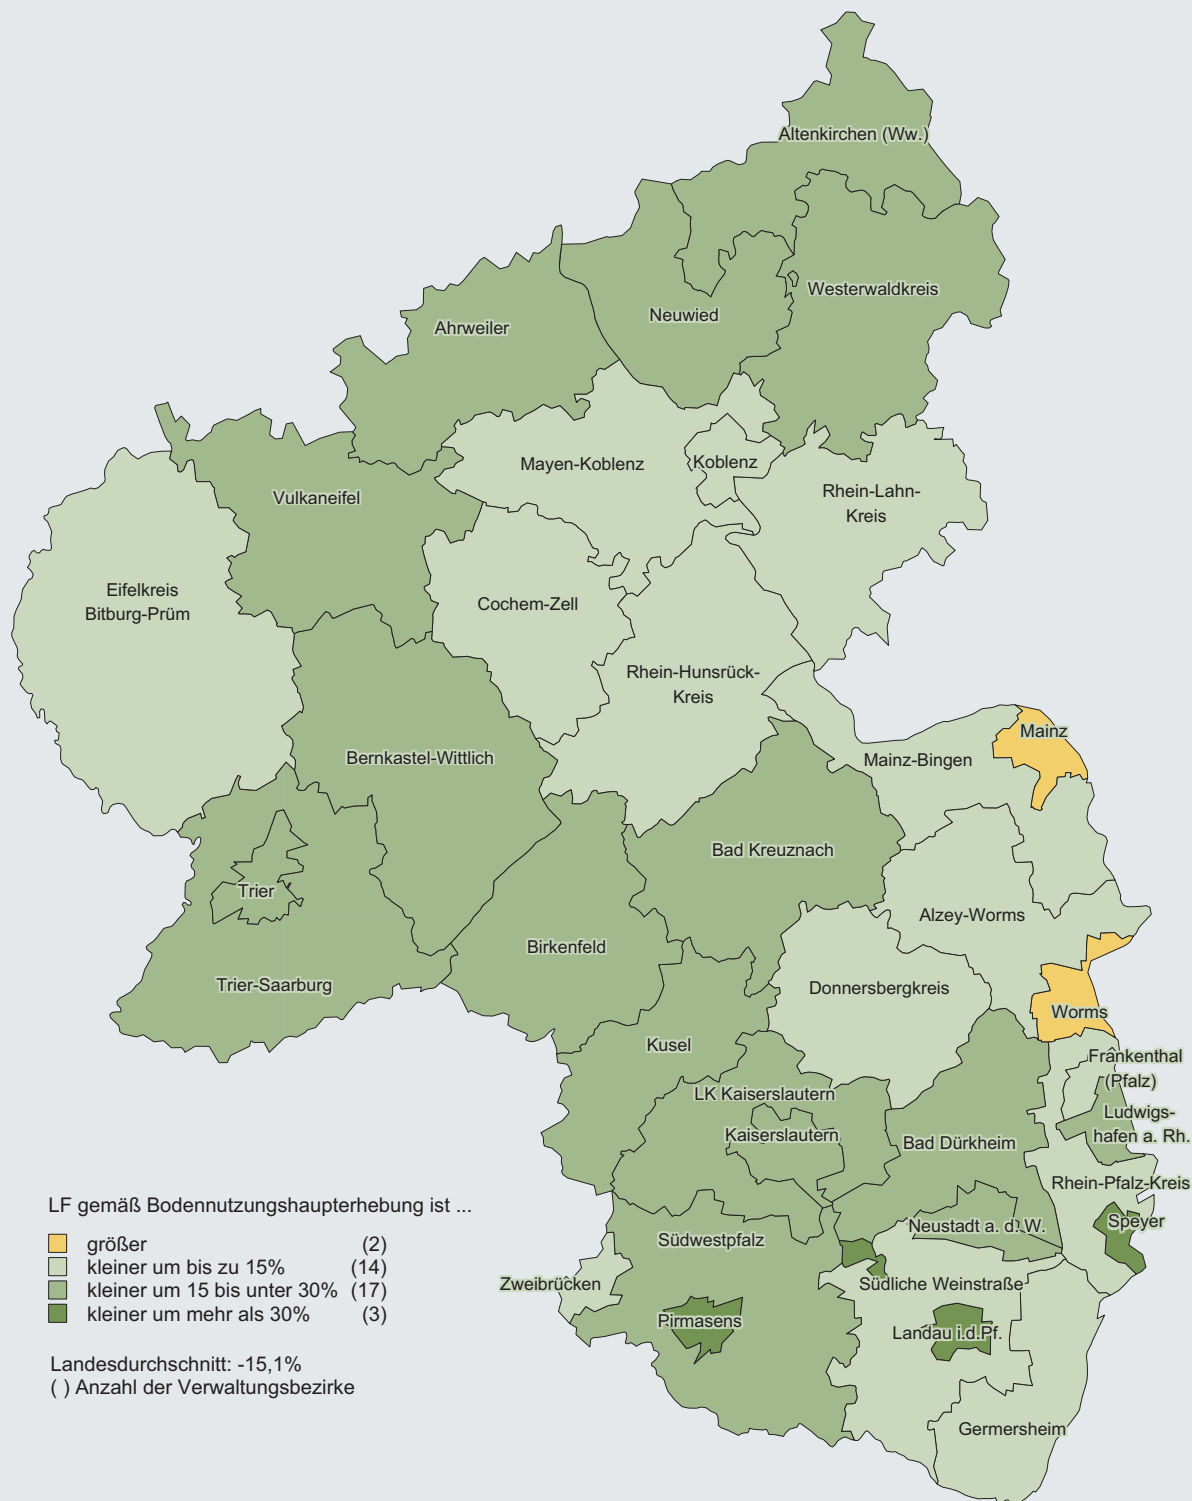 Altenkirchen (Ww.)
Westerwaldkreis
Neuwied
Ahrweiler
Mayen-Koblenz
Koblenz
Rhein-Lahn-
Kreis
Vulkaneifel
Eifelkreis
Bitburg-Prüm
Cochem-Zell
Rhein-Hunsrück-
Kreis
Mainz
Mainz-Bingen
Bernkastel-Wittlich
Bad Kreuznach
Trier
Alzey-Worms
Birkenfeld
Trier-Saarburg
Donnersbergkreis
Worms
Kusel
Frankenthal
(Pfalz)
LK Kaiserslautern
Ludwigs-
hafen a. Rh.
Kaiserslautern
Bad Dürkheim
Rhein-Pfalz-Kreis
Speyer
Neustadt a. d. W.
Südwestpfalz
Zweibrücken
Südliche Weinstraße
Pirmasens
Landau i.d.Pf.
Germersheim
LF gemäß Bodennutzungshaupterhebung ist ...
größer (2)
kleiner um bis zu 15% (14)
kleiner um 15 bis unter 30% (17)
kleiner um mehr als 30% (3)
Landesdurchschnitt: -15,1%
( ) Anzahl der Verwaltungsbezirke